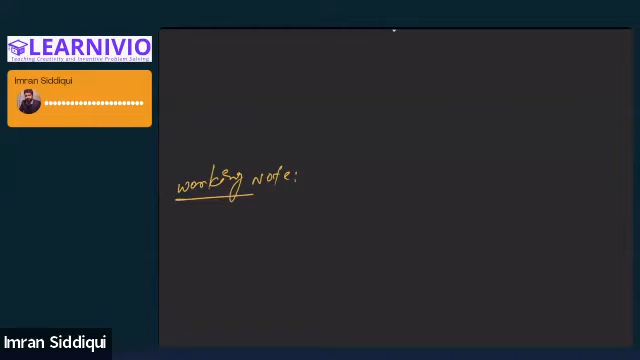 LEARNIVIO
Teaching Creativity and Inventive Problem Solving
Imran Siddiqui
working Note:
Imran Siddiqui